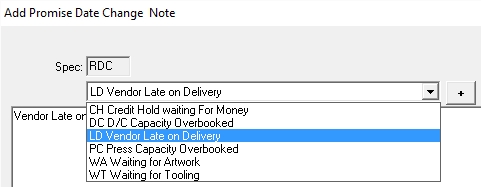 Add Promise Date Change Note
Spec: RDC
LD Vendor Late on Delivery
+
Vendor Late on
CH Credit Hold waiting For Money
DC D/C Capacity Overbooked
LD Vendor Late on Delivery
PC Press Capacity Overbooked
WA Waiting for Artwork
WT Waiting for Tooling